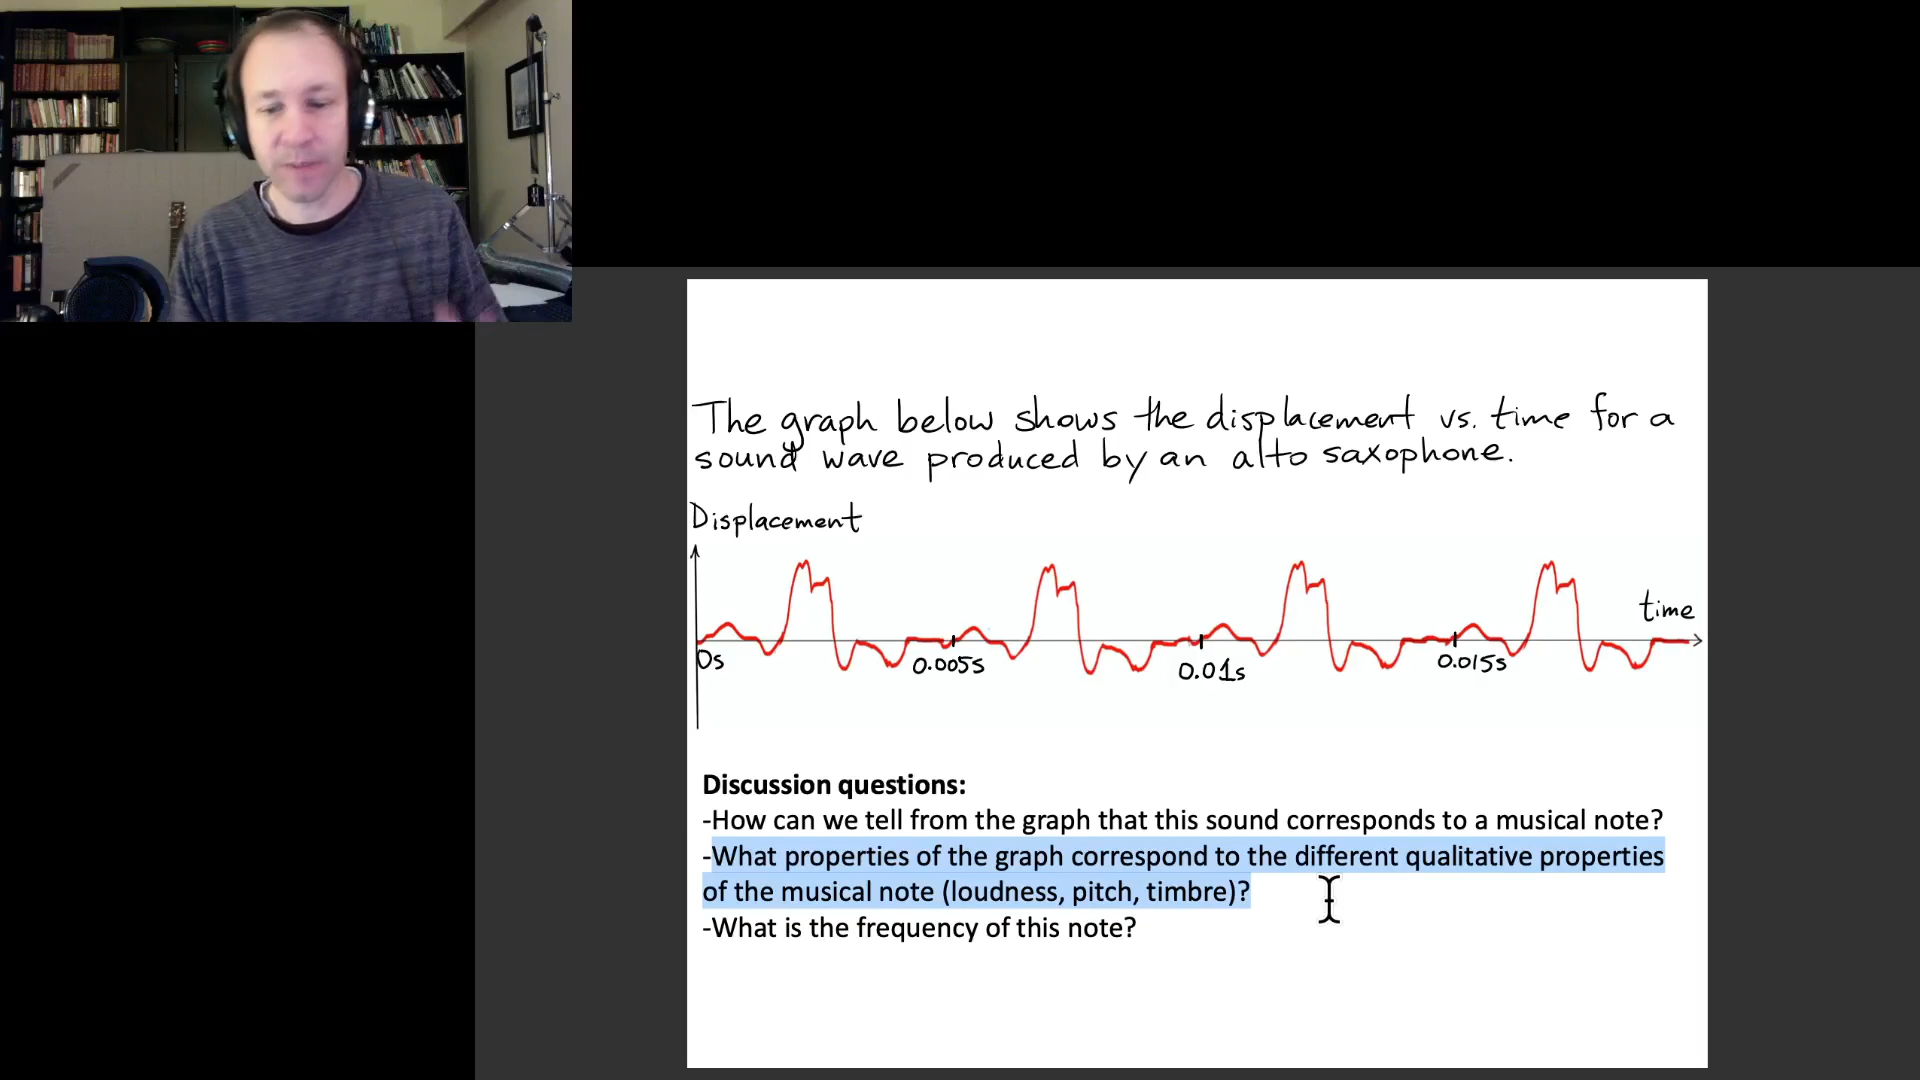 The graph below shows the displacement vs. time for a
sound wave produced by an alto saxophone.
Displacement
time
0s
0.005s
0.01s
0.015s
Discussion questions:
-How can we tell from the graph that this sound corresponds to a musical note?
-What properties of the graph correspond to the different qualitative properties
of the musical note (loudness, pitch, timbre)?
-What is the frequency of this note?